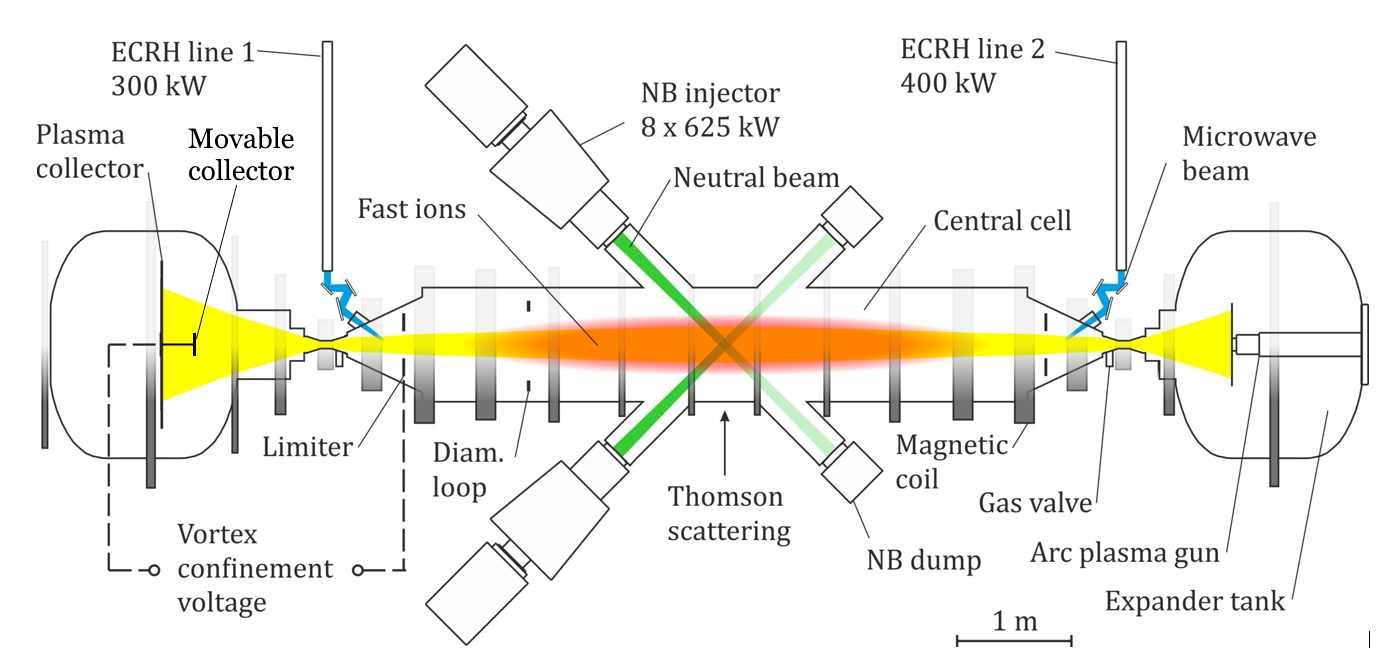 ECRH line 1
300 kW
Plasma
collector
Movable
collector
Fast ions
NB injector
8 x 625 kW
Neutral beam
ECRH line 2
400 kW
Microwave
beam
Central cell
Limiter
Diam.
loop
Thomson
scattering
Magnetic
coil
Gas valve
NB dump
Arc plasma gun
Expander tank
Vortex
confinement
voltage
1 m